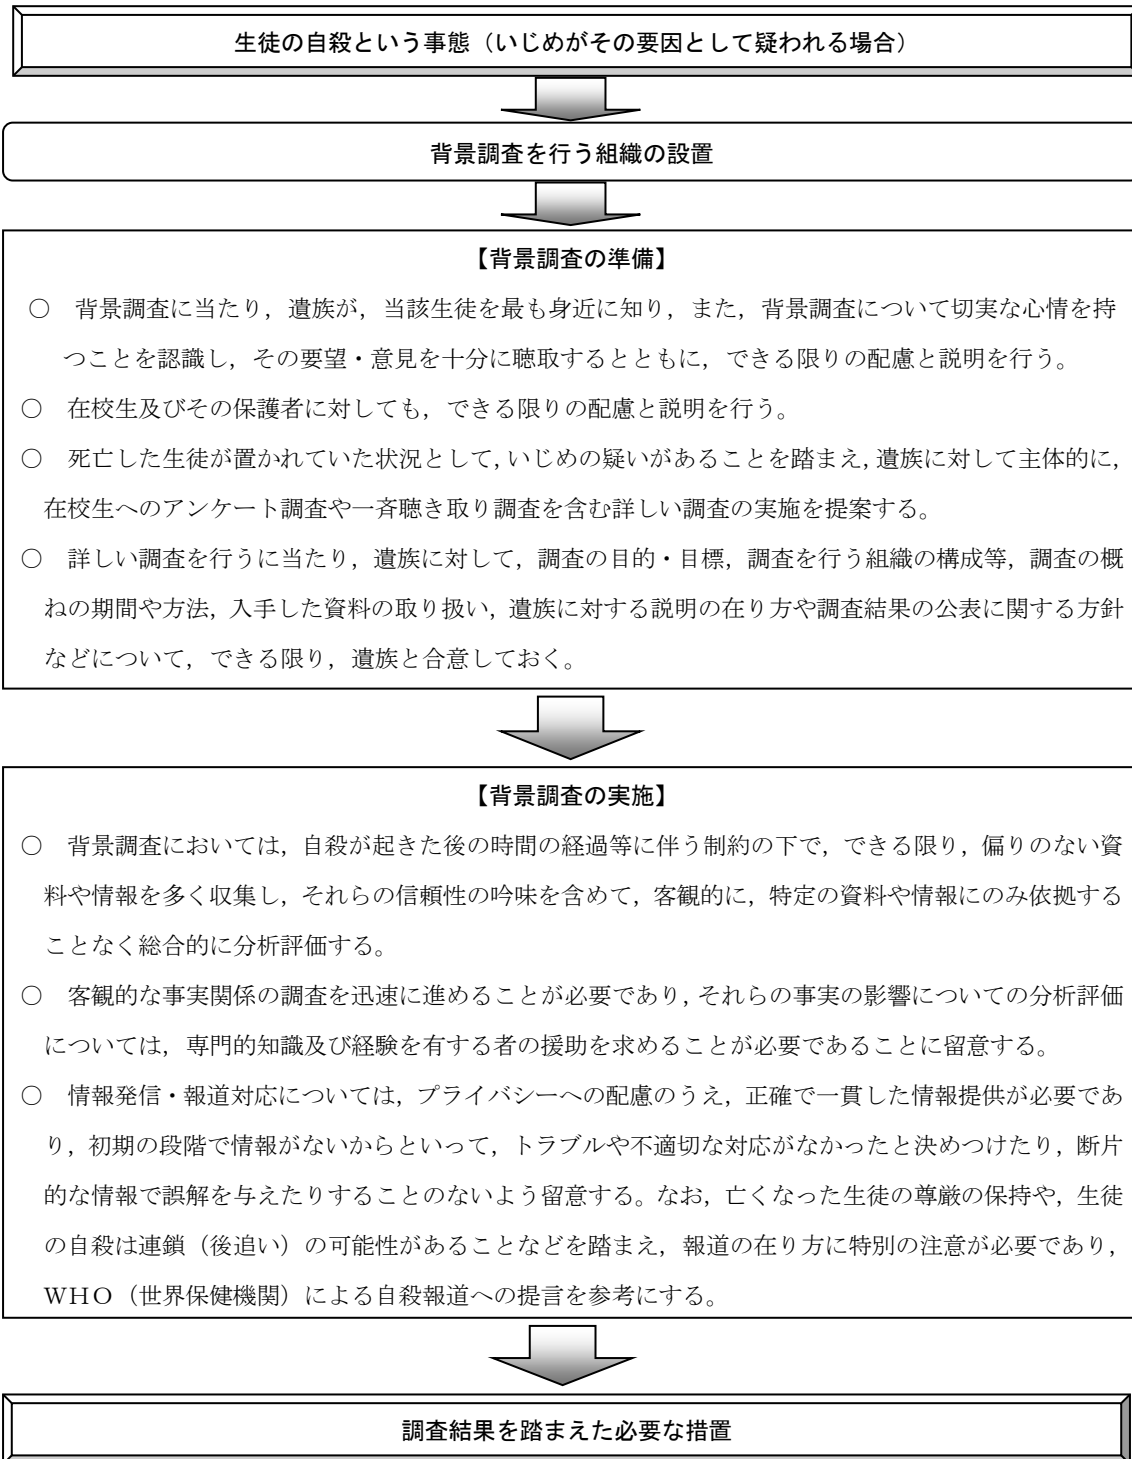 生徒の自殺という事態（いじめがその要因として疑われる場合）
背景調査を行う組織の設置
【背景調査の準備】
○　背景調査に当たり，遺族が，当該生徒を最も身近に知り，また，背景調査について切実な心情を持
つことを認識し，その要望・意見を十分に聴取するとともに，できる限りの配慮と説明を行う。
○　在校生及びその保護者に対しても，できる限りの配慮と説明を行う。
○　死亡した生徒が置かれていた状況として，いじめの疑いがあることを踏まえ，遺族に対して主体的に，
在校生へのアンケート調査や一斉聴き取り調査を含む詳しい調査の実施を提案する。
○　詳しい調査を行うに当たり，遺族に対して，調査の目的・目標，調査を行う組織の構成等，調査の概
ねの期間や方法，入手した資料の取り扱い，遺族に対する説明の在り方や調査結果の公表に関する方針
などについて，できる限り，遺族と合意しておく。
【背景調査の実施】
○　背景調査においては，自殺が起きた後の時間の経過等に伴う制約の下で，できる限り，偏りのない資
料や情報を多く収集し，それらの信頼性の吟味を含めて，客観的に，特定の資料や情報にのみ依拠する
ことなく総合的に分析評価する。
○　客観的な事実関係の調査を迅速に進めることが必要であり，それらの事実の影響についての分析評価
については，専門的知識及び経験を有する者の援助を求めることが必要であることに留意する。
○　情報発信・報道対応については，プライバシーへの配慮のうえ，正確で一貫した情報提供が必要であ
り，初期の段階で情報がないからといって，トラブルや不適切な対応がなかったと決めつけたり，断片
的な情報で誤解を与えたりすることのないよう留意する。なお，亡くなった生徒の尊厳の保持や，生徒
の自殺は連鎖（後追い）の可能性があることなどを踏まえ，報道の在り方に特別の注意が必要であり，
ＷＨＯ（世界保健機関）による自殺報道への提言を参考にする。
調査結果を踏まえた必要な措置